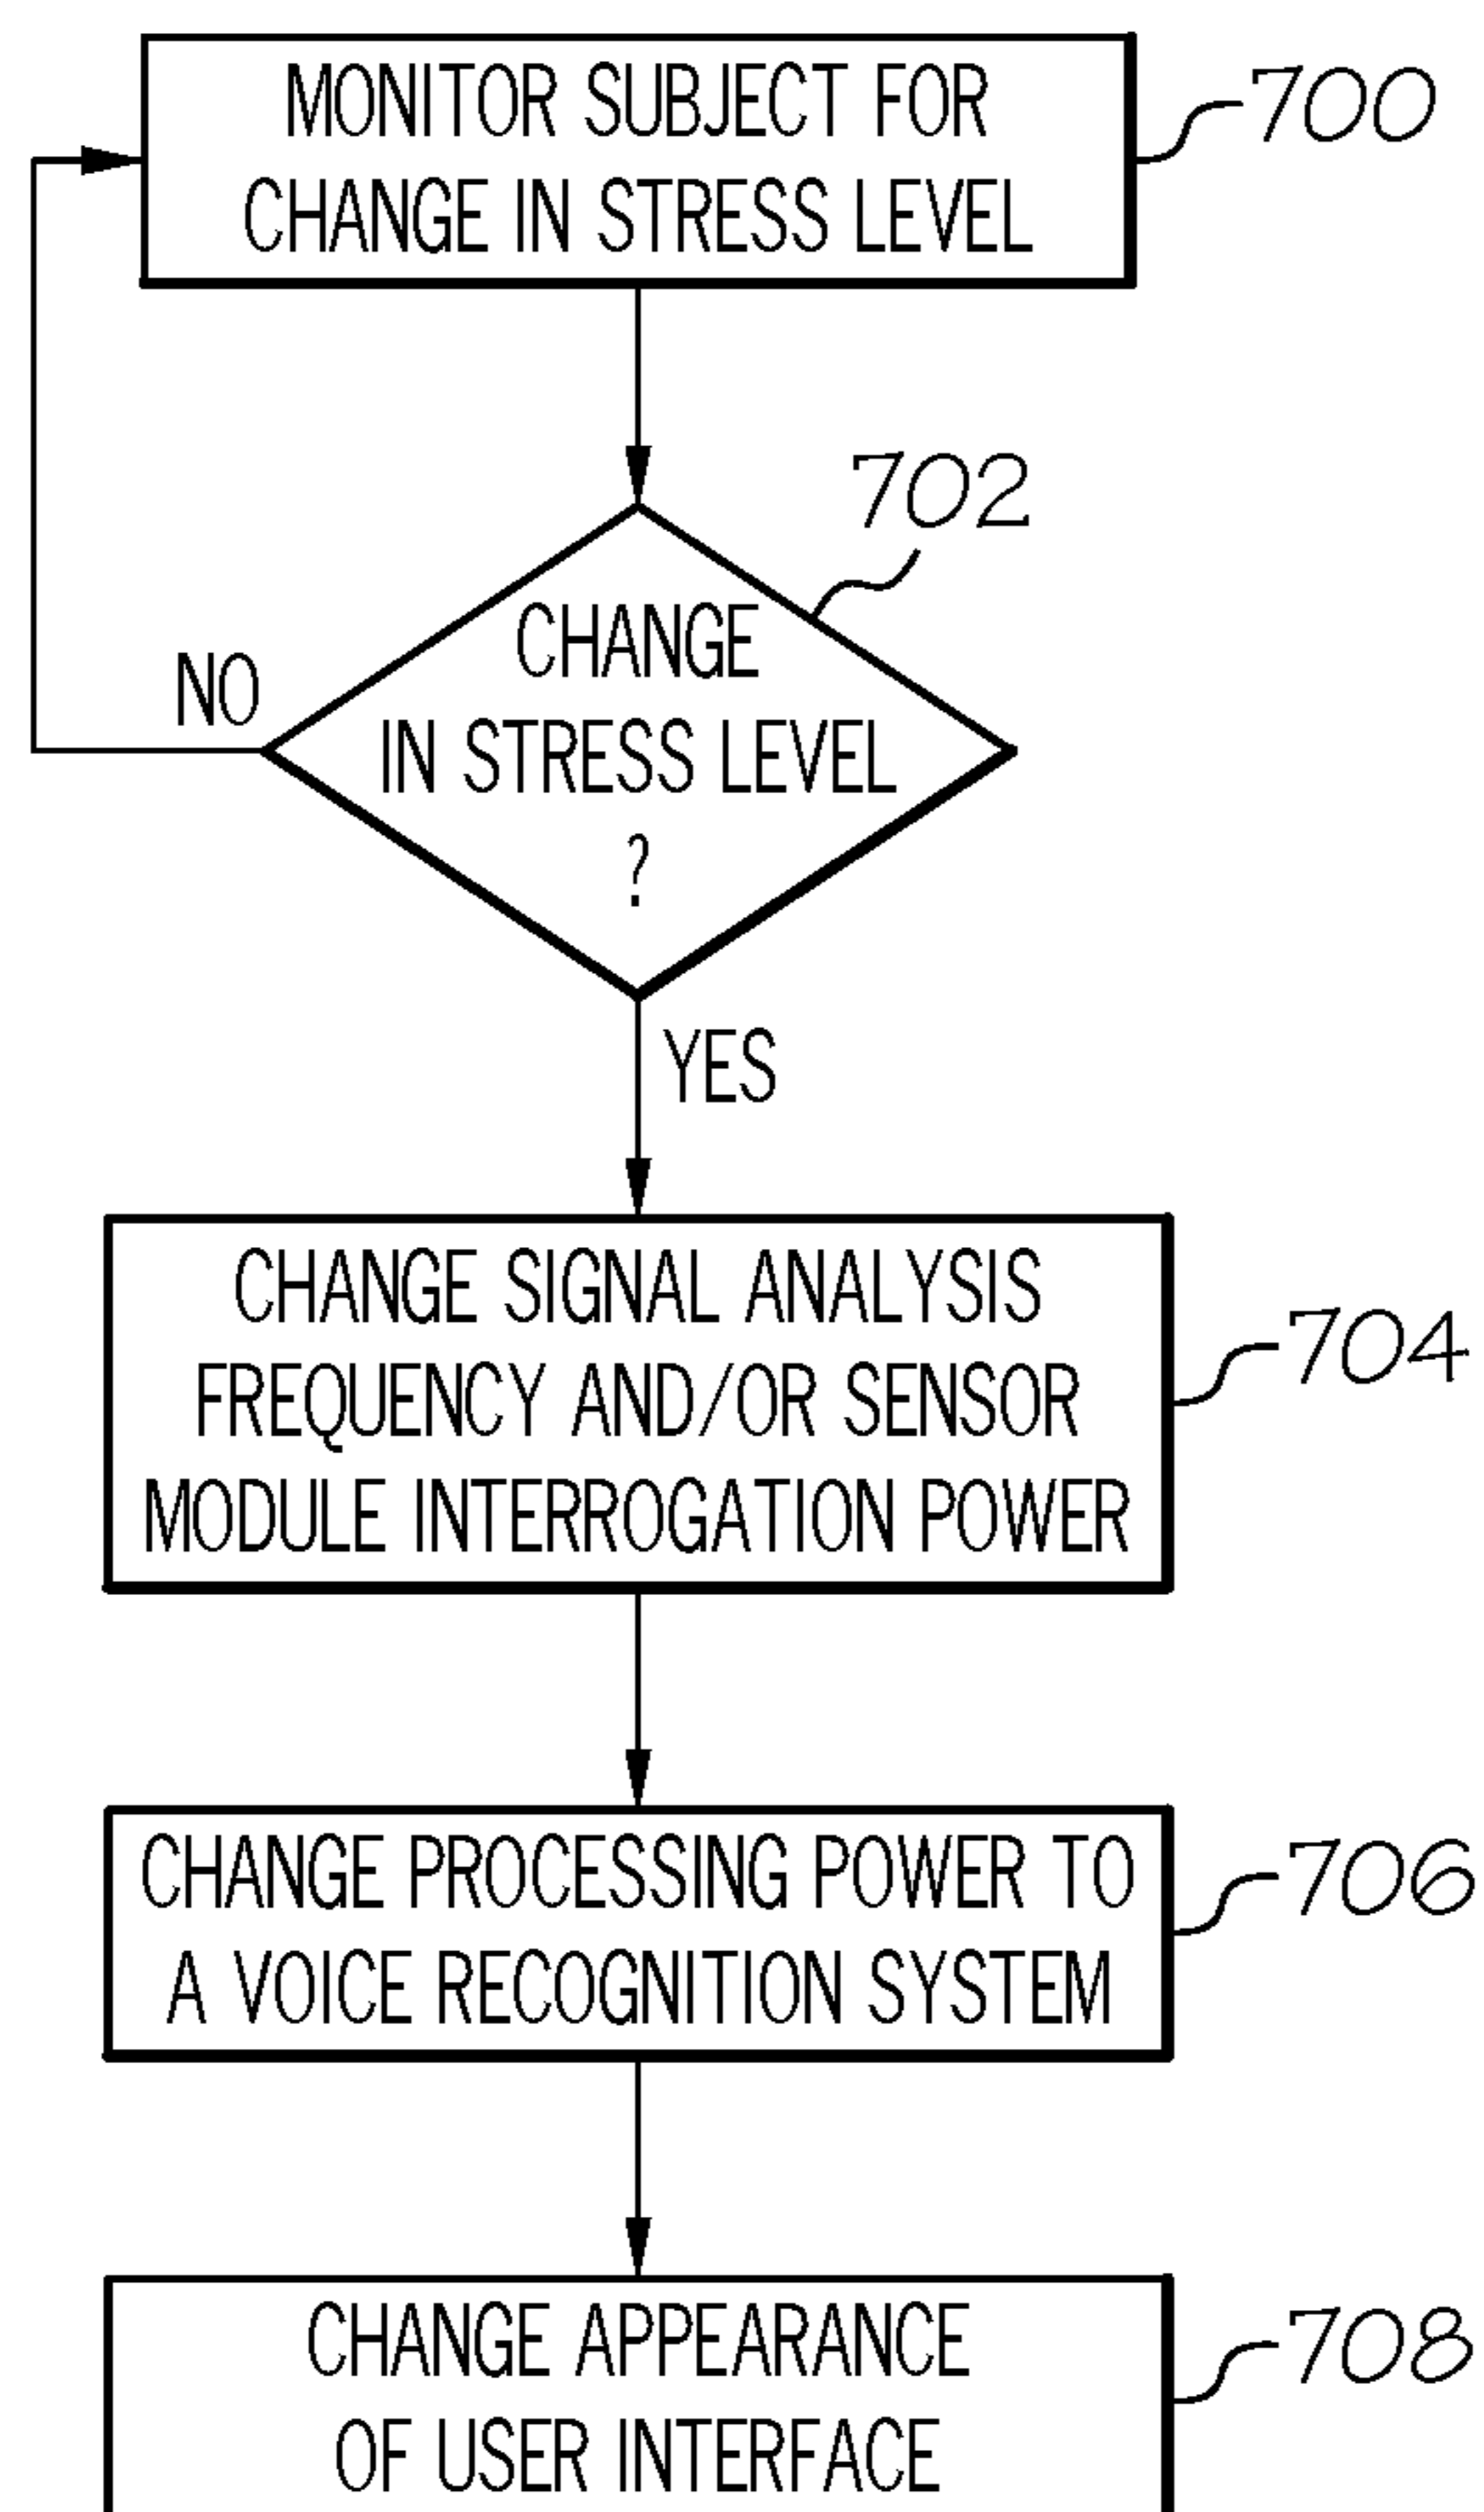 MONITOR SUBJECT FOR
CHANGE IN STRESS LEVEL
700
702
CHANGE
IN STRESS LEVEL
?
NO
YES
CHANGE SIGNAL ANALYSIS
FREQUENCY AND/OR SENSOR
MODULE INTERROGATION POWER
704
CHANGE PROCESSING POWER TO
A VOICE RECOGNITION SYSTEM
706
CHANGE APPEARANCE
OF USER INTERFACE
708